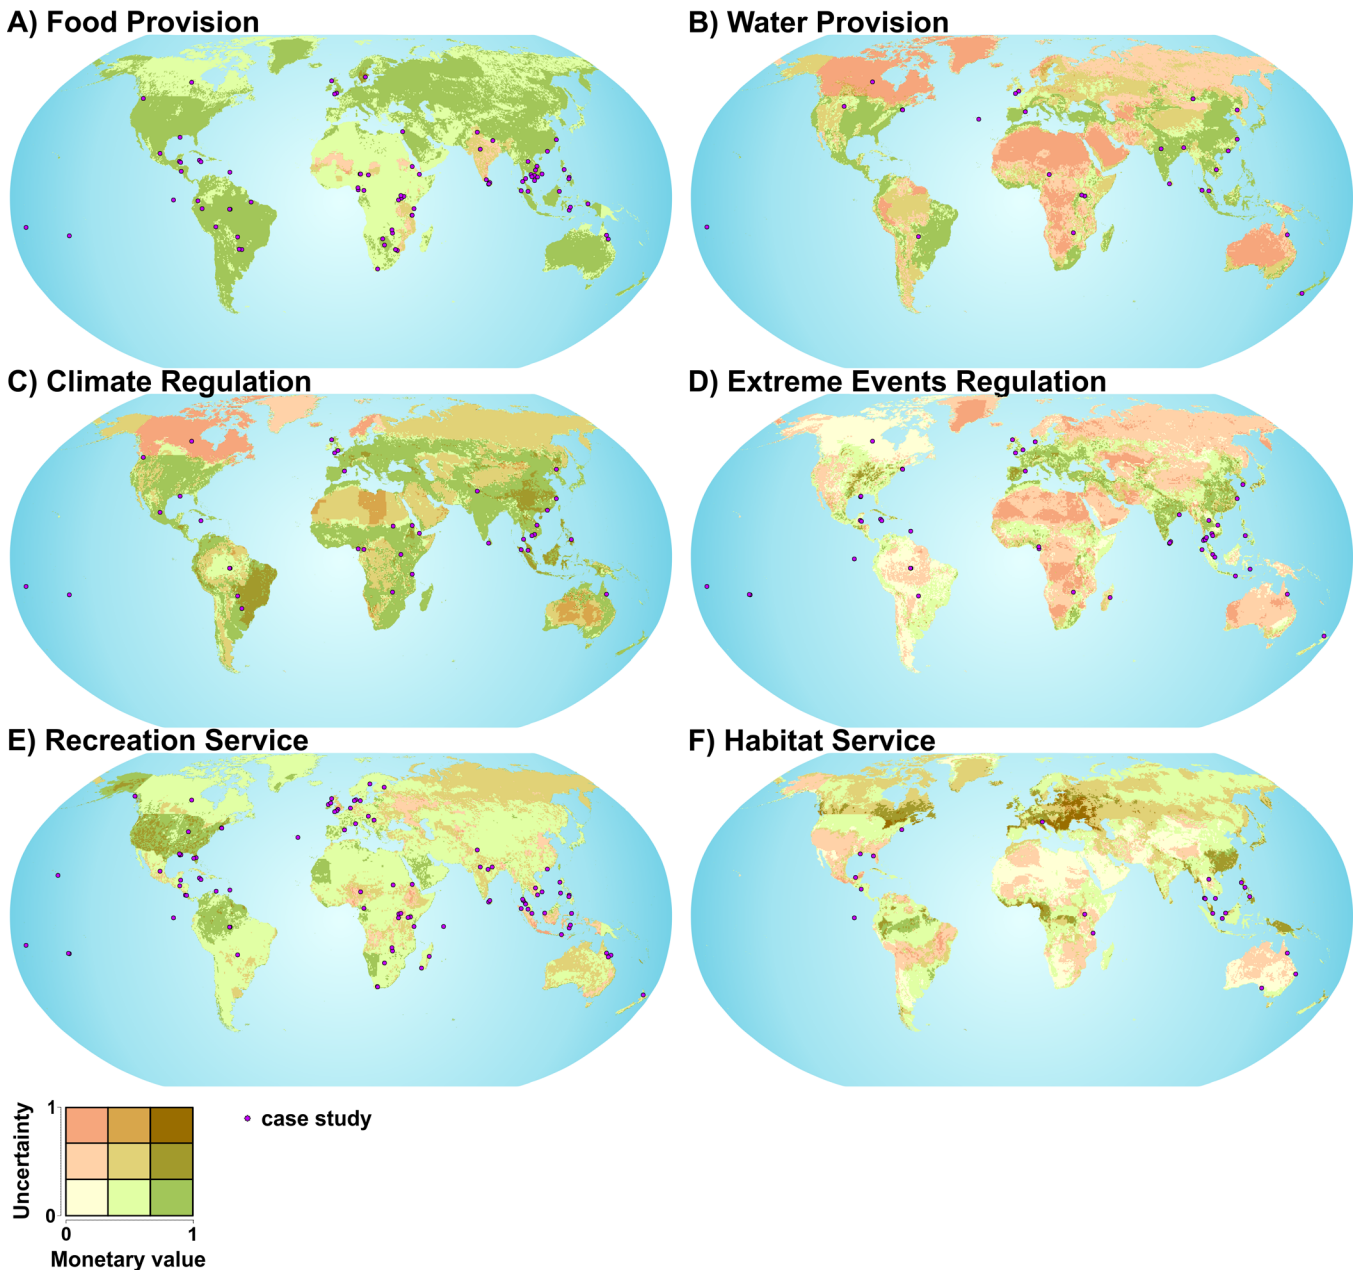 A) Food Provision
B) Water Provision
C) Climate Regulation
D) Extreme Events Regulation
E) Recreation Service
F) Habitat Service
Uncertainty
1
0
0
1
Monetary value
case study